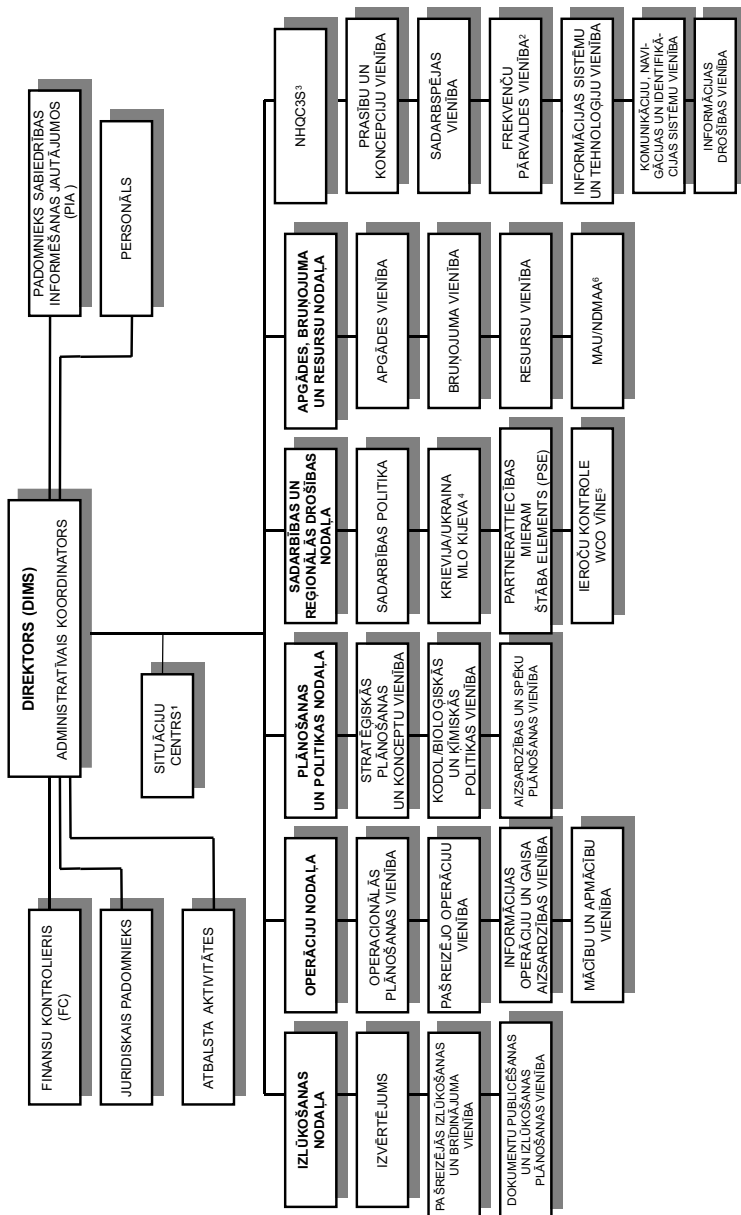 DIREKTORS (DIMS)
ADMINISTRATĪVAIS KOORDINATORS
FINANSU KONTROLIERIS
(FC)
JURIDISKAIS PADOMNIEKS
ATBALSTA AKTIVITĀTES
PADOMNIEKS SABIEDRĪBAS
INFORMĒŠANAS JAUTĀJUMOS
(PIA )
PERSONĀLS
SITUĀCIJU
CENTRS¹
IZLŪKOŠANAS
NODAĻA
IZVĒRTĒJUMS
PAŠREIZĒJĀS IZLŪKOŠANAS
UN BRĪDINĀJUMA
VIENĪBA
DOKUMENTU PUBLICĒŠANAS
UN IZLŪKOŠANAS
PLĀNOŠANAS VIENĪBA
OPERĀCIJU NODAĻA
OPERACIONĀLĀS
PLĀNOŠANAS VIENĪBA
PAŠREIZĒJO OPERĀCIJU
VIENĪBA
INFORMĀCIJAS
OPERĀCIJU UN GAISA
AIZSARDZĪBAS VIENĪBA
MĀCĪBU UN APMĀCĪBU
VIENĪBA
PLĀNOŠANAS
UN POLITIKAS NODAĻA
STRATĒĢISKĀS
PLĀNOŠANAS
UN KONCEPTU VIENĪBA
KODOL/BIOLOĢISKĀS
UN ĶĪMISKĀS
POLITIKAS VIENĪBA
AIZSARDZĪBAS UN SPĒKU
PLĀNOŠANAS VIENĪBA
SADARBĪBAS UN
REĢIONĀLĀS DROŠĪBAS
NODAĻA
SADARBĪBAS POLITIKA
KRIEVIJA/UKRAINA
MLO KIJEVA⁴
PARTNERATTIECĪBAS
MIERAM
ŠTĀBA ELEMENTS (PSE)
IEROČU KONTROLE
WCO VĪNE⁵
APGĀDES, BRUŅOJUMA
UN RESURSU NODAĻA
APGĀDES VIENĪBA
BRUŅOJUMA VIENĪBA
RESURSU VIENĪBA
MAU/NDMAA⁶
NHQC3S³
PRASĪBU UN
KONCEPCIJU VIENĪBA
SADARBSPĒJAS
VIENĪBA
FREKVENČU
PĀRVALDES VIENĪBA²
INFORMĀCIJAS SISTĒMU
UN TEHNOLOĢIJU VIENĪBA
KOMUNIKĀCIJU, NAVI-
GĀCIJAS UN IDENTIFIKĀ-
CIJAS SISTĒMU VIENĪBA
INFORMĀCIJAS
DROŠĪBAS VIENĪBA